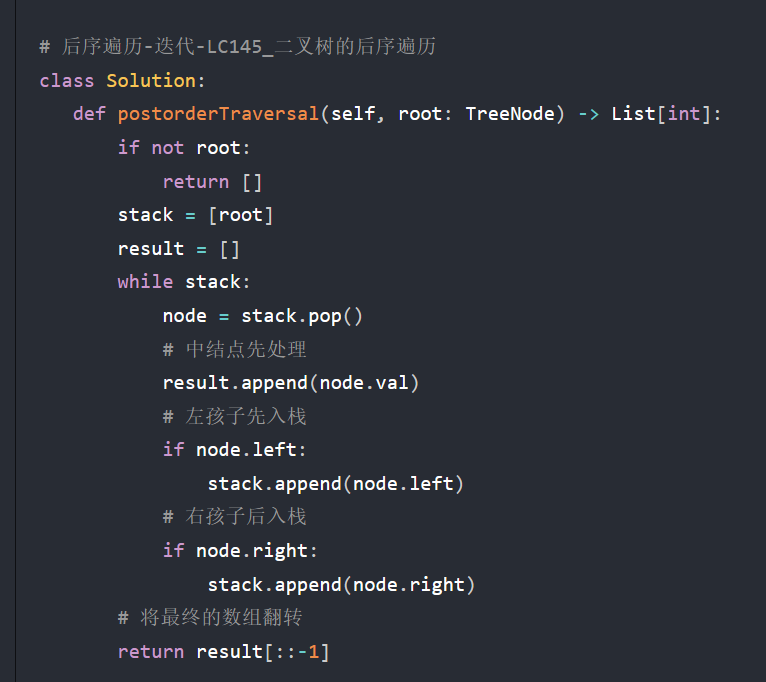 # 后序遍历-迭代-LC145_二叉树的后序遍历
class Solution:
   def postorderTraversal(self, root: TreeNode) -> List[int]:
       if not root:
           return []
       stack = [root]
       result = []
       while stack:
           node = stack.pop()
           # 中结点先处理
           result.append(node.val)
           # 左孩子先入栈
           if node.left:
               stack.append(node.left)
           # 右孩子后入栈
           if node.right:
               stack.append(node.right)
       # 将最终的数组翻转
       return result[::-1]